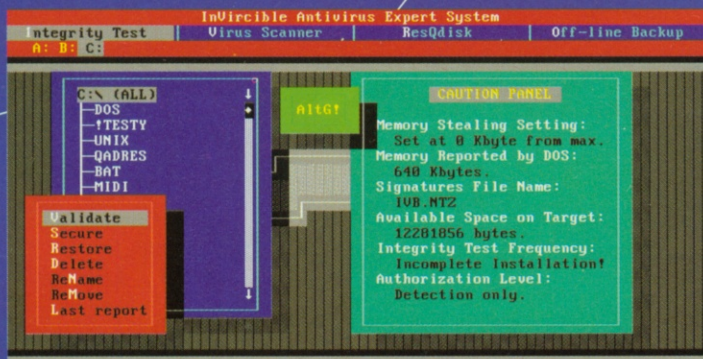 InVircible Antivirus Expert System
Integrity Test | Virus Scanner | ResQdisk | Off-line Backup
A: B: C:
C:\ (ALL)
DOS
!TESTY
UNIX
QADRES
BAT
MIDI
Validate
Secure
Restore
Delete
ReName
ReMove
Last report
AltG!
CAUTION PANEL
Memory Stealing Setting:
Set at 0 Kbyte from max.
Memory Reported by DOS:
640 Kbytes.
Signatures File Name:
IVB.NTZ
Available Space on Target:
12281856 bytes.
Integrity Test Frequency:
Incomplete Installation!
Authorization Level:
Detection only.